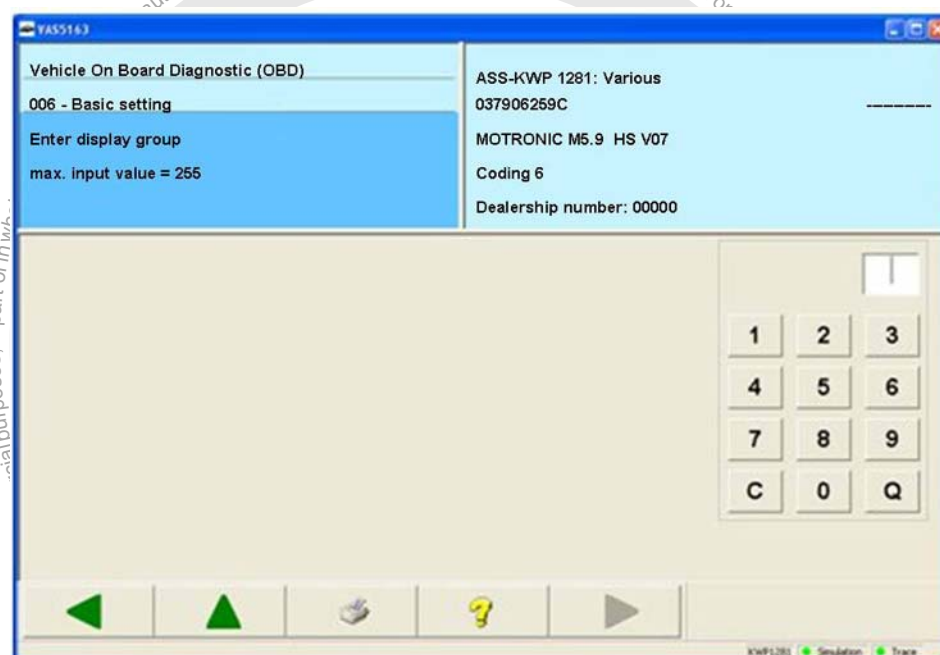 VAS5163
Vehicle On Board Diagnostic (OBD)
006 - Basic setting
Enter display group
max. input value = 255
ASS-KWP 1281: Various
037906259C --------------
MOTRONIC M5.9 HS V07
Coding 6
Dealership number: 00000
1 2 3
4 5 6
7 8 9
C 0 Q
?
KWP1281 Simulation Trace